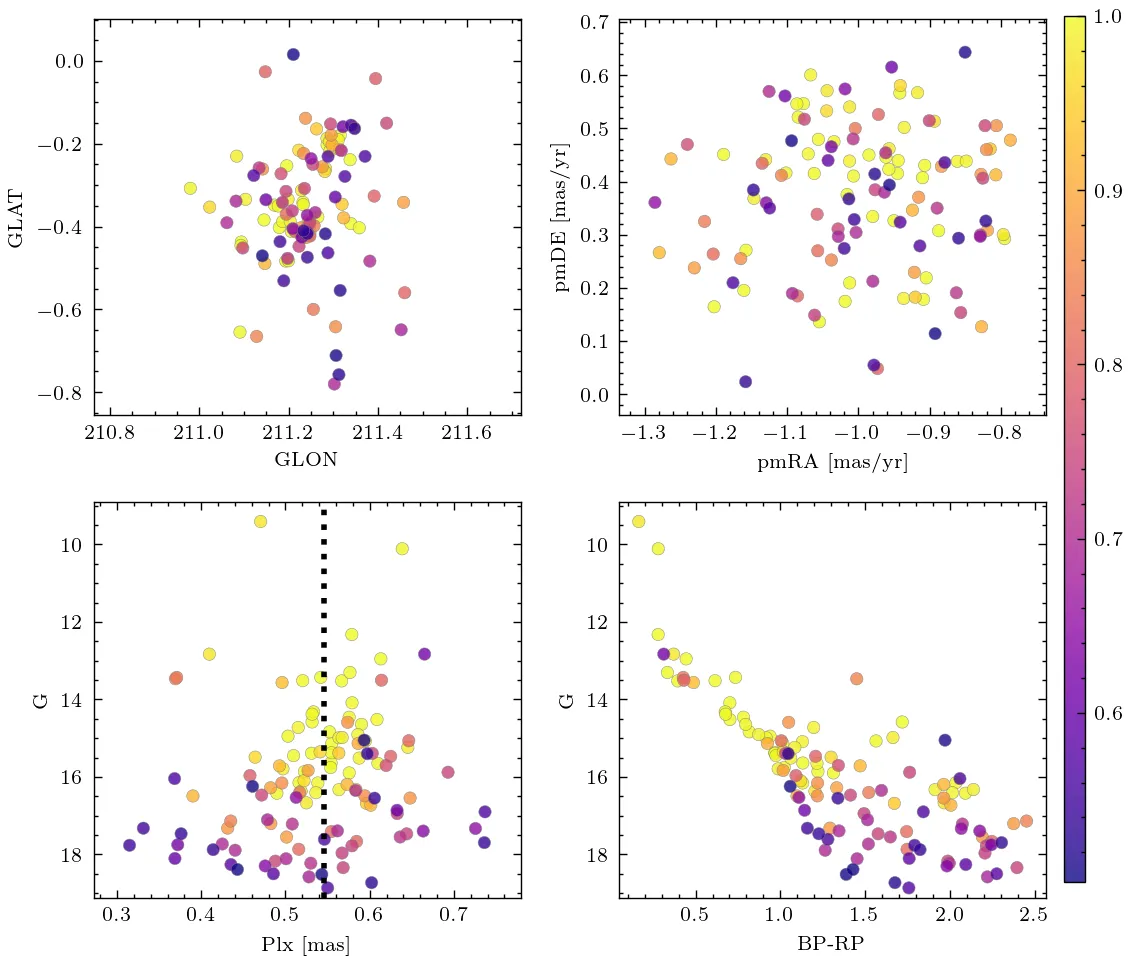 0.0
−0.2
−0.4
−0.6
−0.8
GLAT
210.8 211.0 211.2 211.4 211.6
GLON
0.7
0.6
0.5
0.4
0.3
0.2
0.1
0.0
pmDE [mas/yr]
−1.3 −1.2 −1.1 −1.0 −0.9 −0.8
pmRA [mas/yr]
1.0
0.9
0.8
0.7
0.6
10
12
14
16
18
G
0.3 0.4 0.5 0.6 0.7
Plx [mas]
10
12
14
16
18
G
0.5 1.0 1.5 2.0 2.5
BP-RP